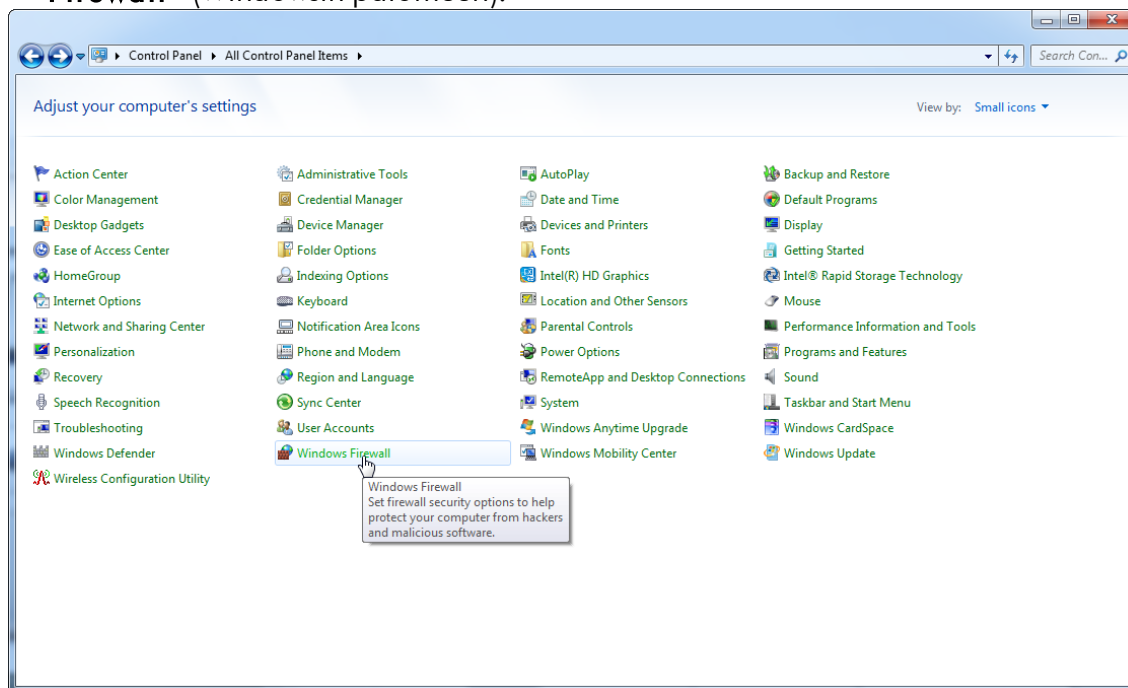 Firewall" (Windowsin palomuuri).
Control Panel All Control Panel Items Search Con...
Adjust your computer's settings View by: Small icons
Action Center Administrative Tools AutoPlay Backup and Restore
Color Management Credential Manager Date and Time Default Programs
Desktop Gadgets Device Manager Devices and Printers Display
Ease of Access Center Folder Options Fonts Getting Started
HomeGroup Indexing Options Intel(R) HD Graphics Intel® Rapid Storage Technology
Internet Options Keyboard Location and Other Sensors Mouse
Network and Sharing Center Notification Area Icons Parental Controls Performance Information and Tools
Personalization Phone and Modem Power Options Programs and Features
Recovery Region and Language RemoteApp and Desktop Connections Sound
Speech Recognition Sync Center System Taskbar and Start Menu
Troubleshooting User Accounts Windows Anytime Upgrade Windows CardSpace
Windows Defender Windows Firewall Windows Mobility Center Windows Update
Wireless Configuration Utility
Windows Firewall
Set firewall security options to help
protect your computer from hackers
and malicious software.